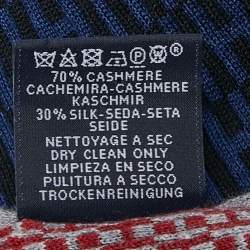 70% CASHMERE
CACHEMIRA-CASHMERE
KASCHMIR
30% SILK-SEDA-SETA
SEIDE
NETTOYAGE A SEC
DRY CLEAN ONLY
LIMPIEZA EN SECO
PULITURA A SECCO
TROCKENREINIGUNG